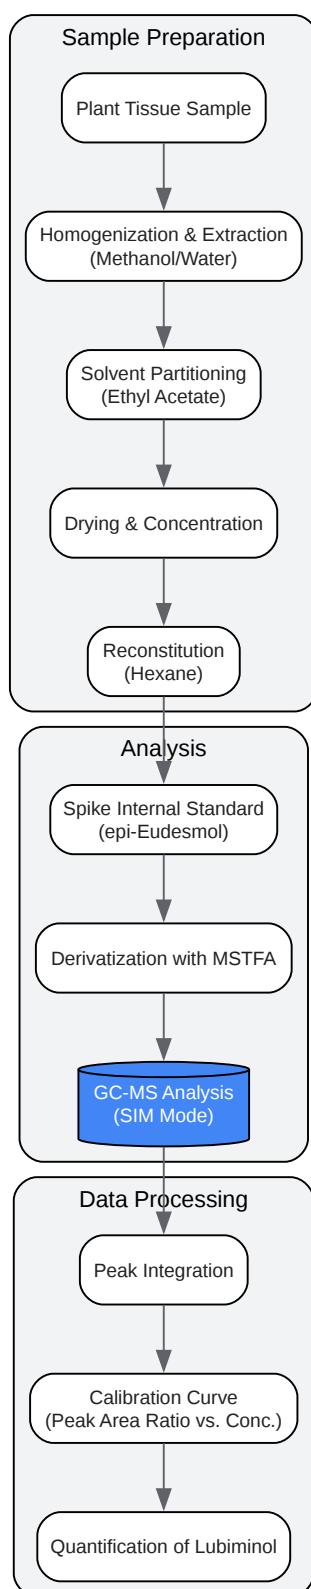 Sample Preparation
Plant Tissue Sample
Homogenization & Extraction
(Methanol/Water)
Solvent Partitioning
(Ethyl Acetate)
Drying & Concentration
Reconstitution
(Hexane)
Analysis
Spike Internal Standard
(epi-Eudesmol)
Derivatization with MSTFA
GC-MS Analysis
(SIM Mode)
Data Processing
Peak Integration
Calibration Curve
(Peak Area Ratio vs. Conc.)
Quantification of Lubiminol